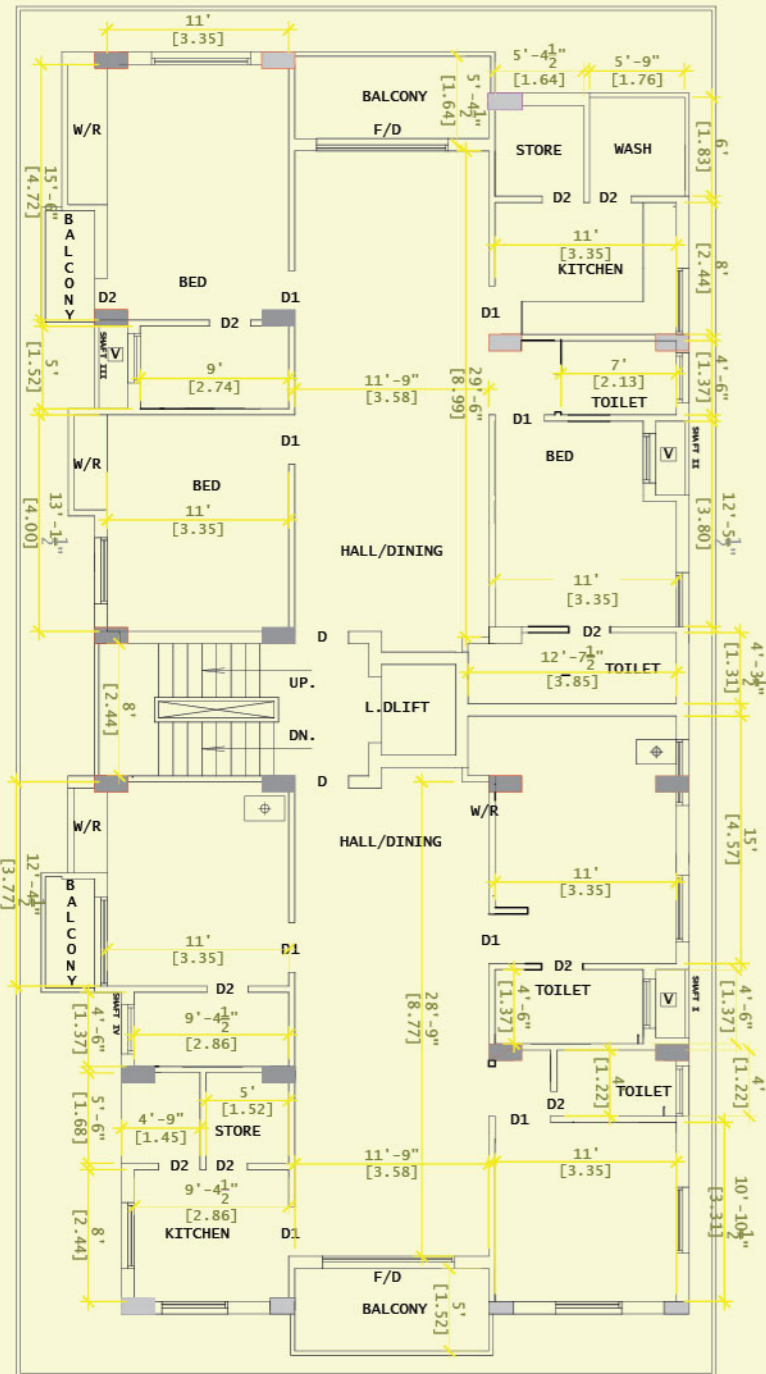 11'
[3.35]
5'-4½"
[1.64]
5'-9"
[1.76]
BALCONY
5'-4½"
[1.64]
F/D
W/R
STORE
WASH
6'
[1.83]
D2
D2
15'-6"
[4.72]
BALCONY
11'
[3.35]
KITCHEN
8'
[2.44]
BED
D2
D1
D1
D2
SHAFT III
V
5'
[1.52]
9'
[2.74]
11'-9"
[3.58]
29'-6"
[8.99]
7'
[2.13]
TOILET
4'-6"
[1.37]
D1
D1
BED
SHAFT II
V
W/R
BED
13'-1½"
[4.00]
11'
[3.35]
12'-5½"
[3.80]
HALL/DINING
11'
[3.35]
D
D2
12'-7½"
[3.85]
TOILET
4'-3½"
[1.31]
UP.
8'
[2.44]
L.DLIFT
DN.
D
W/R
HALL/DINING
W/R
15'
[4.57]
12'-4½"
[3.77]
BALCONY
11'
[3.35]
11'
[3.35]
D1
D1
D2
D2
TOILET
SHAFT I
V
SHAFT IV
4'-6"
[1.37]
9'-4½"
[2.86]
28'-9"
[8.77]
4'-6"
[1.37]
4'-6"
[1.37]
5'-6"
[1.68]
5'
[1.52]
4'-9"
[1.45]
STORE
4'
[1.22]
TOILET
4'
[1.22]
D2
D1
D2
D2
11'-9"
[3.58]
11'
[3.35]
9'-4½"
[2.86]
8'
[2.44]
KITCHEN
D1
10'-10½"
[3.31]
F/D
BALCONY
5'
[1.52]